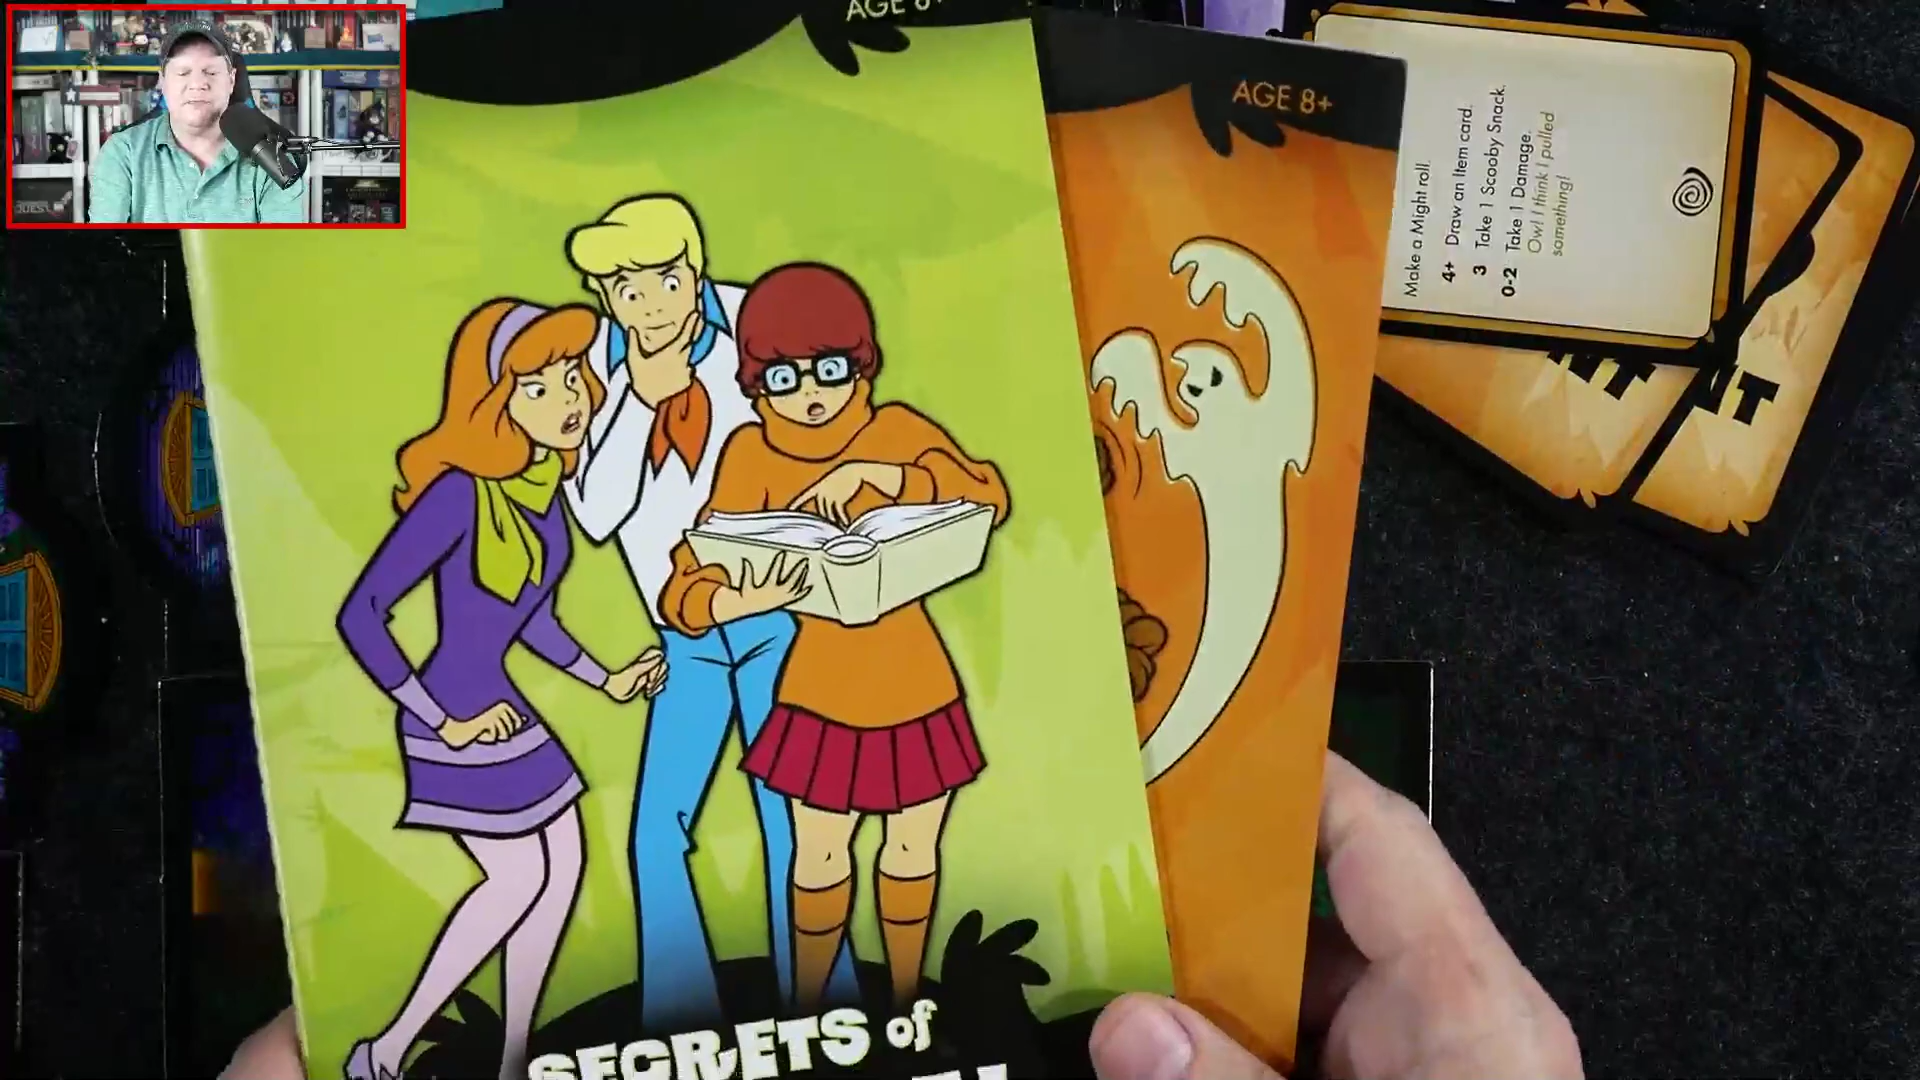 AGE 8+
AGE 8+
Make a Might roll.
4+ Draw an Item card.
3 Take 1 Scooby Snack.
0-2 Take 1 Damage.
Ow! I think I pulled
something!
SECRETS of